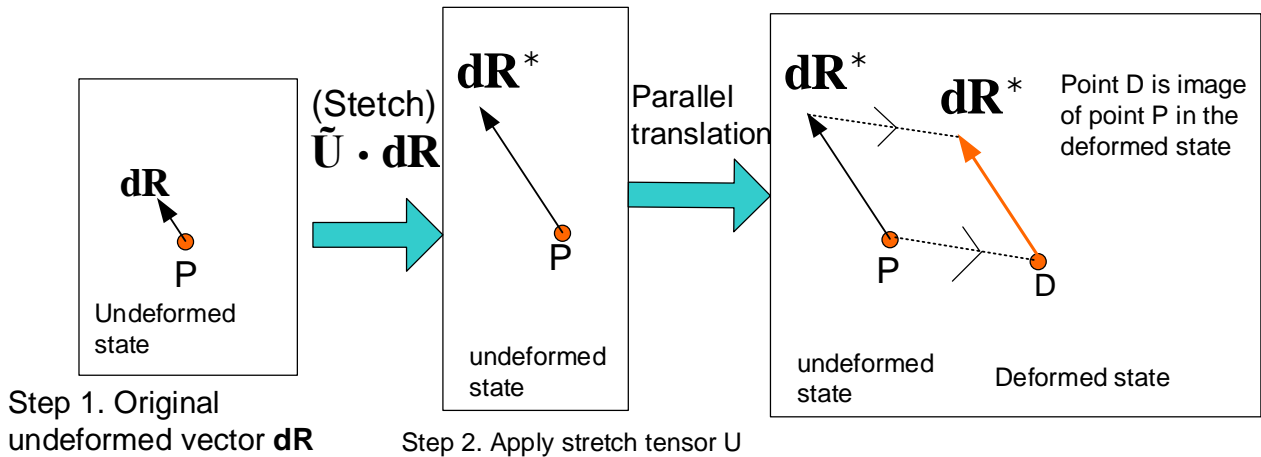 dR
P
Undeformed
state
Step 1. Original
undeformed vector dR
(Stetch)
Ũ · dR
dR*
P
undeformed
state
Step 2. Apply stretch tensor U
Parallel
translation
dR*
dR*
Point D is image
of point P in the
deformed state
P
D
undeformed
state
Deformed state